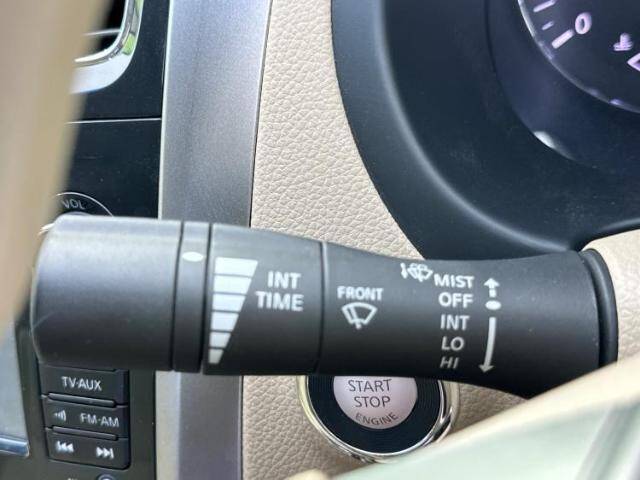 VOL
INT
TIME
FRONT
MIST
OFF
INT
LO
HI
TV·AUX
FM·AM
START
STOP
ENGINE